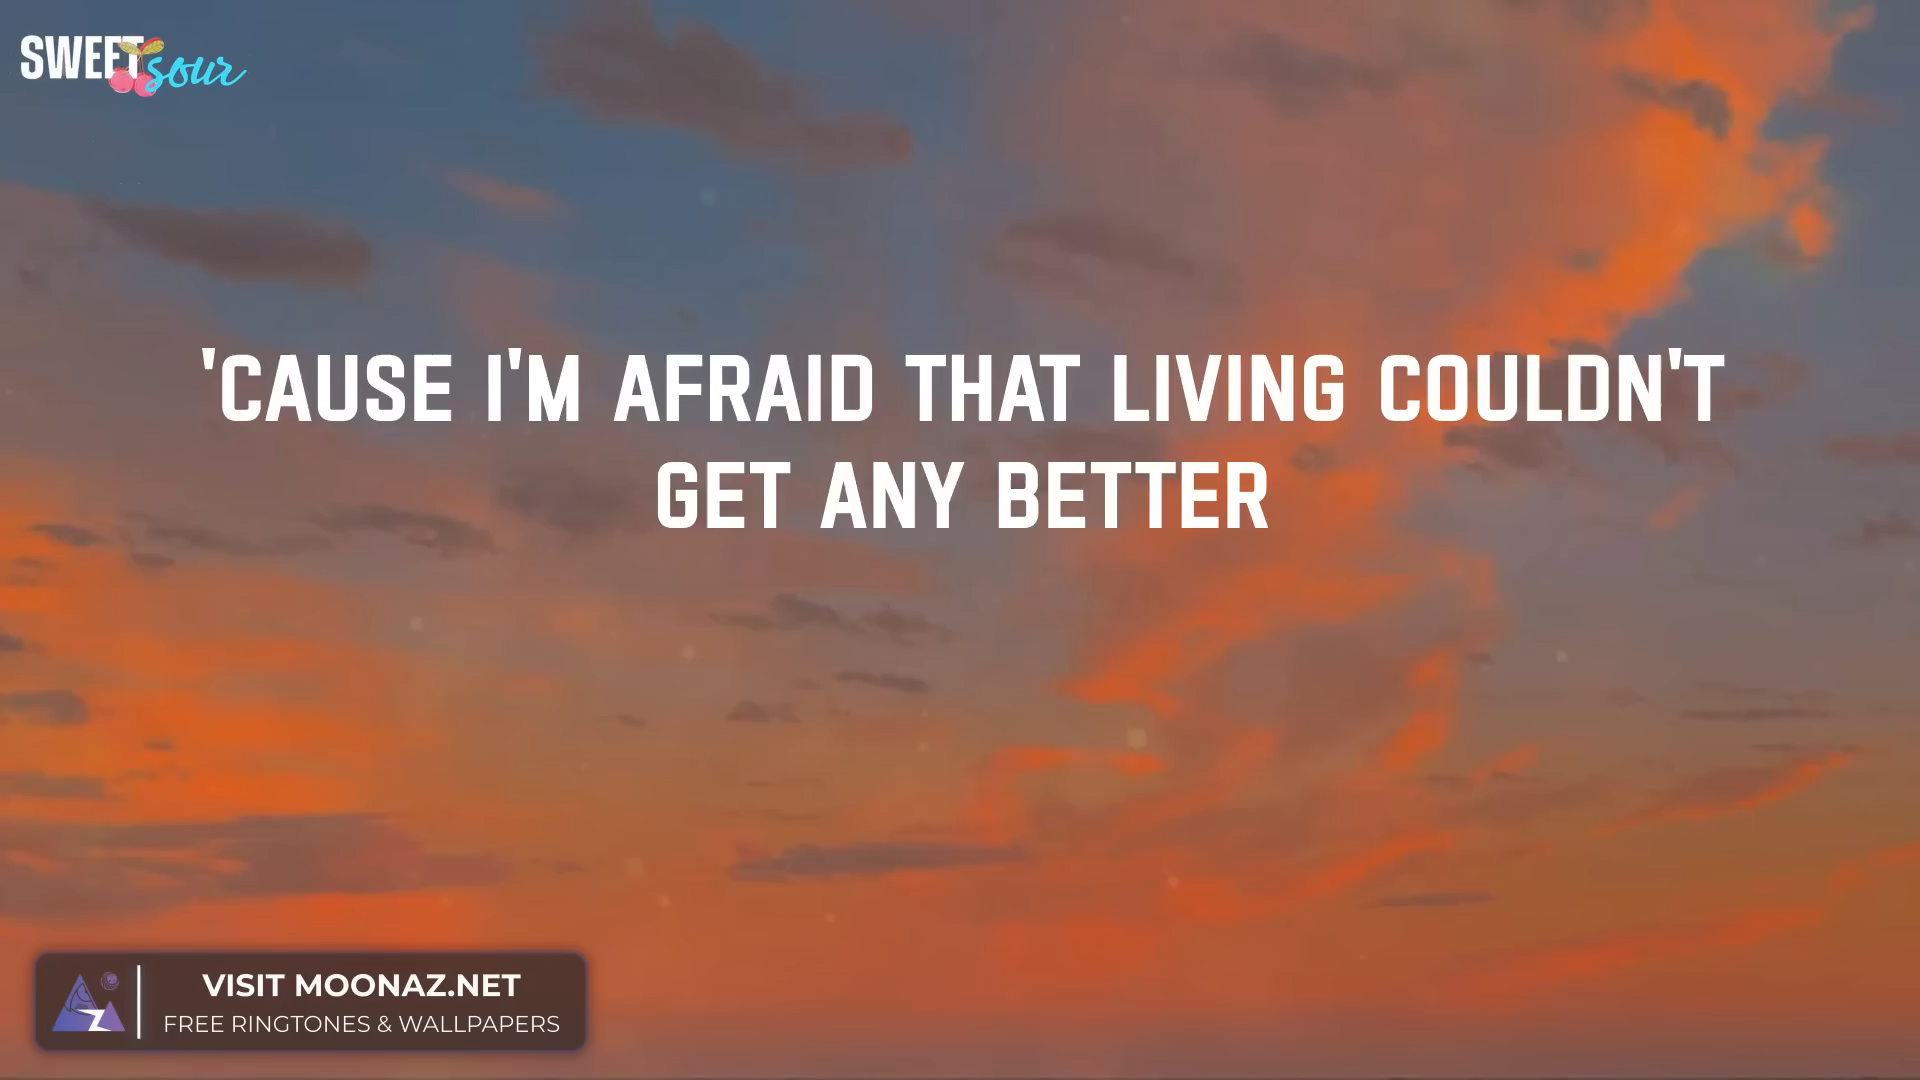 SWEET sour
'CAUSE I'M AFRAID THAT LIVING COULDN'T
GET ANY BETTER
VISIT MOONAZ.NET
FREE RINGTONES & WALLPAPERS